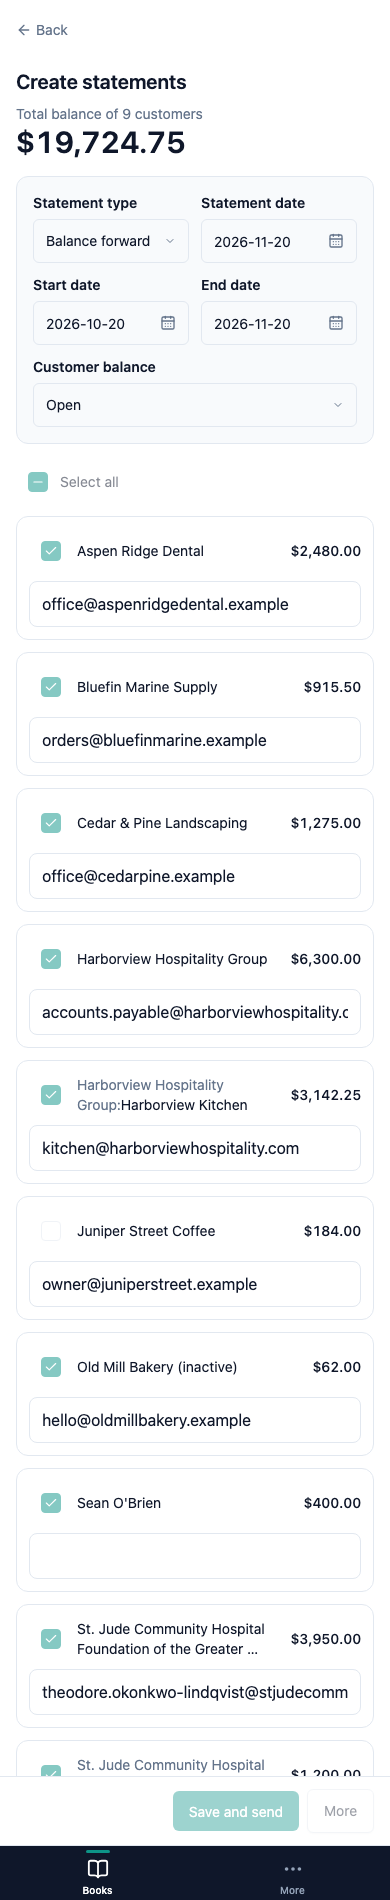 Back
Create statements
Total balance of 9 customers
$19,724.75
Statement type
Statement date
Balance forward
2026-11-20
Start date
End date
2026-10-20
2026-11-20
Customer balance
Open
Select all
Aspen Ridge Dental $2,480.00
office@aspenridgedental.example
Bluefin Marine Supply $915.50
orders@bluefinmarine.example
Cedar & Pine Landscaping $1,275.00
office@cedarpine.example
Harborview Hospitality Group $6,300.00
accounts.payable@harborviewhospitality.c
Harborview Hospitality
Group:Harborview Kitchen $3,142.25
kitchen@harborviewhospitality.com
Juniper Street Coffee $184.00
owner@juniperstreet.example
Old Mill Bakery (inactive) $62.00
hello@oldmillbakery.example
Sean O'Brien $400.00
St. Jude Community Hospital
Foundation of the Greater ... $3,950.00
theodore.okonkwo-lindqvist@stjudecomm
St. Jude Community Hospital
$1,200.00
Save and send
More
Books
More